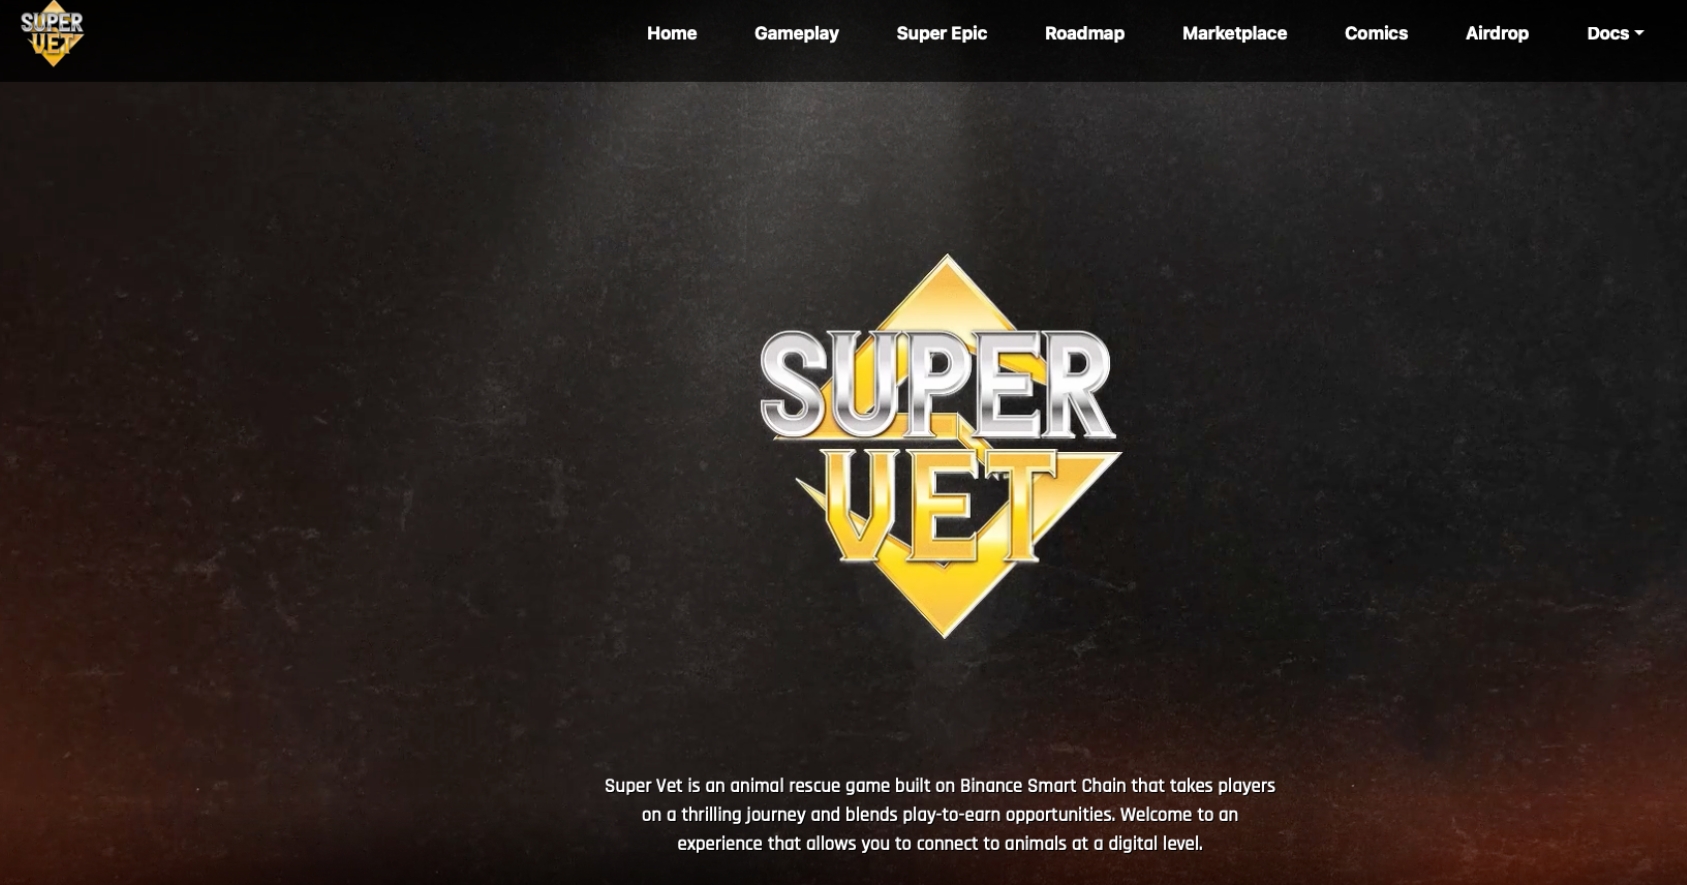 SUPER
VET
Home Gameplay Super Epic Roadmap Marketplace Comics Airdrop Docs
SUPER
VET
Super Vet is an animal rescue game built on Binance Smart Chain that takes players
on a thrilling journey and blends play-to-earn opportunities. Welcome to an
experience that allows you to connect to animals at a digital level.